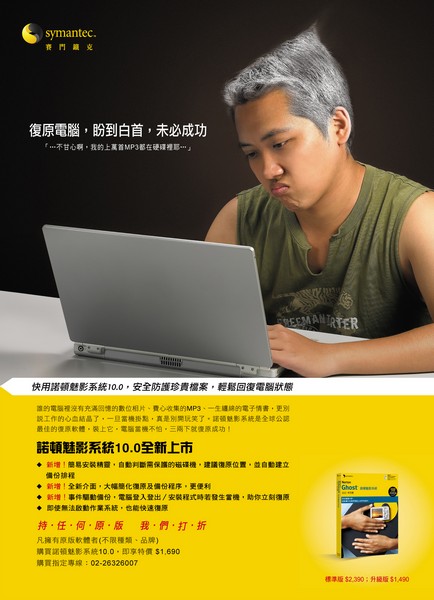 symantec.
賽門鐵克
復原電腦，盼到白首，未必成功
「…不甘心啊，我的上萬首MP3都在硬碟裡耶…」
FREEMAN
快用諾頓魅影系統10.0，安全防護珍貴檔案，輕鬆回復電腦狀態
誰的電腦裡沒有充滿回憶的數位相片、費心收集的MP3、一生纏綿的電子情書，更別
說工作的心血結晶了，一旦當機掛點，真是別開玩笑了。諾頓魅影系統是全球公認
最佳的復原軟體，裝上它，電腦當機不怕，三兩下就復原成功！
諾頓魅影系統10.0全新上市
◆ 新增！簡易安裝精靈，自動判斷需保護的磁碟機，建議復原位置，並自動建立
備份排程
◆ 新增！全新介面，大幅簡化復原及備份程序，更便利
◆ 新增！事件驅動備份，電腦登入登出／安裝程式時若發生當機，助你立刻復原
◆ 即使無法啟動作業系統，也能快速復原
持．任．何．原．版 我．們．打．折
凡擁有原版軟體者(不限種類、品牌)
購買諾頓魅影系統10.0，即享特價 $1,690
購買指定專線：02-26326007
Norton
Ghost
標準版 $2,390；升級版 $1,490